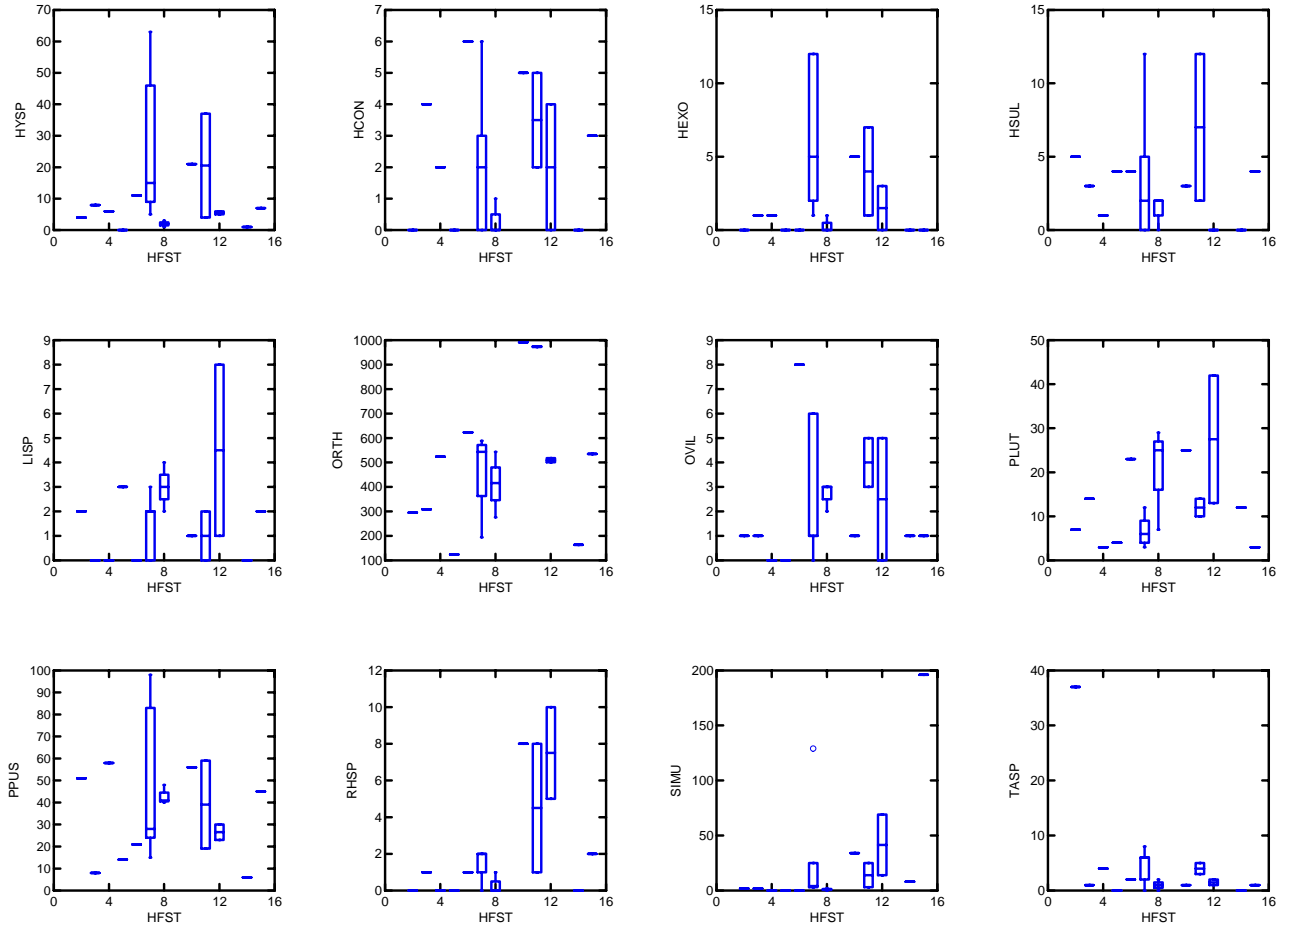 70
60
50
40
30
20
10
0
HYSP
0 4 8 12 16
HFST
7
6
5
4
3
2
1
0
HCON
0 4 8 12 16
HFST
15
10
5
0
HEXO
0 4 8 12 16
HFST
15
10
5
0
HSUL
0 4 8 12 16
HFST
9
8
7
6
5
4
3
2
1
0
LISP
0 4 8 12 16
HFST
1000
900
800
700
600
500
400
300
200
100
ORTH
0 4 8 12 16
HFST
9
8
7
6
5
4
3
2
1
0
OVIL
0 4 8 12 16
HFST
50
40
30
20
10
0
PLUT
0 4 8 12 16
HFST
100
90
80
70
60
50
40
30
20
10
0
PPUS
0 4 8 12 16
HFST
12
10
8
6
4
2
0
RHSP
0 4 8 12 16
HFST
200
150
100
50
0
SIMU
0 4 8 12 16
HFST
40
30
20
10
0
TASP
0 4 8 12 16
HFST